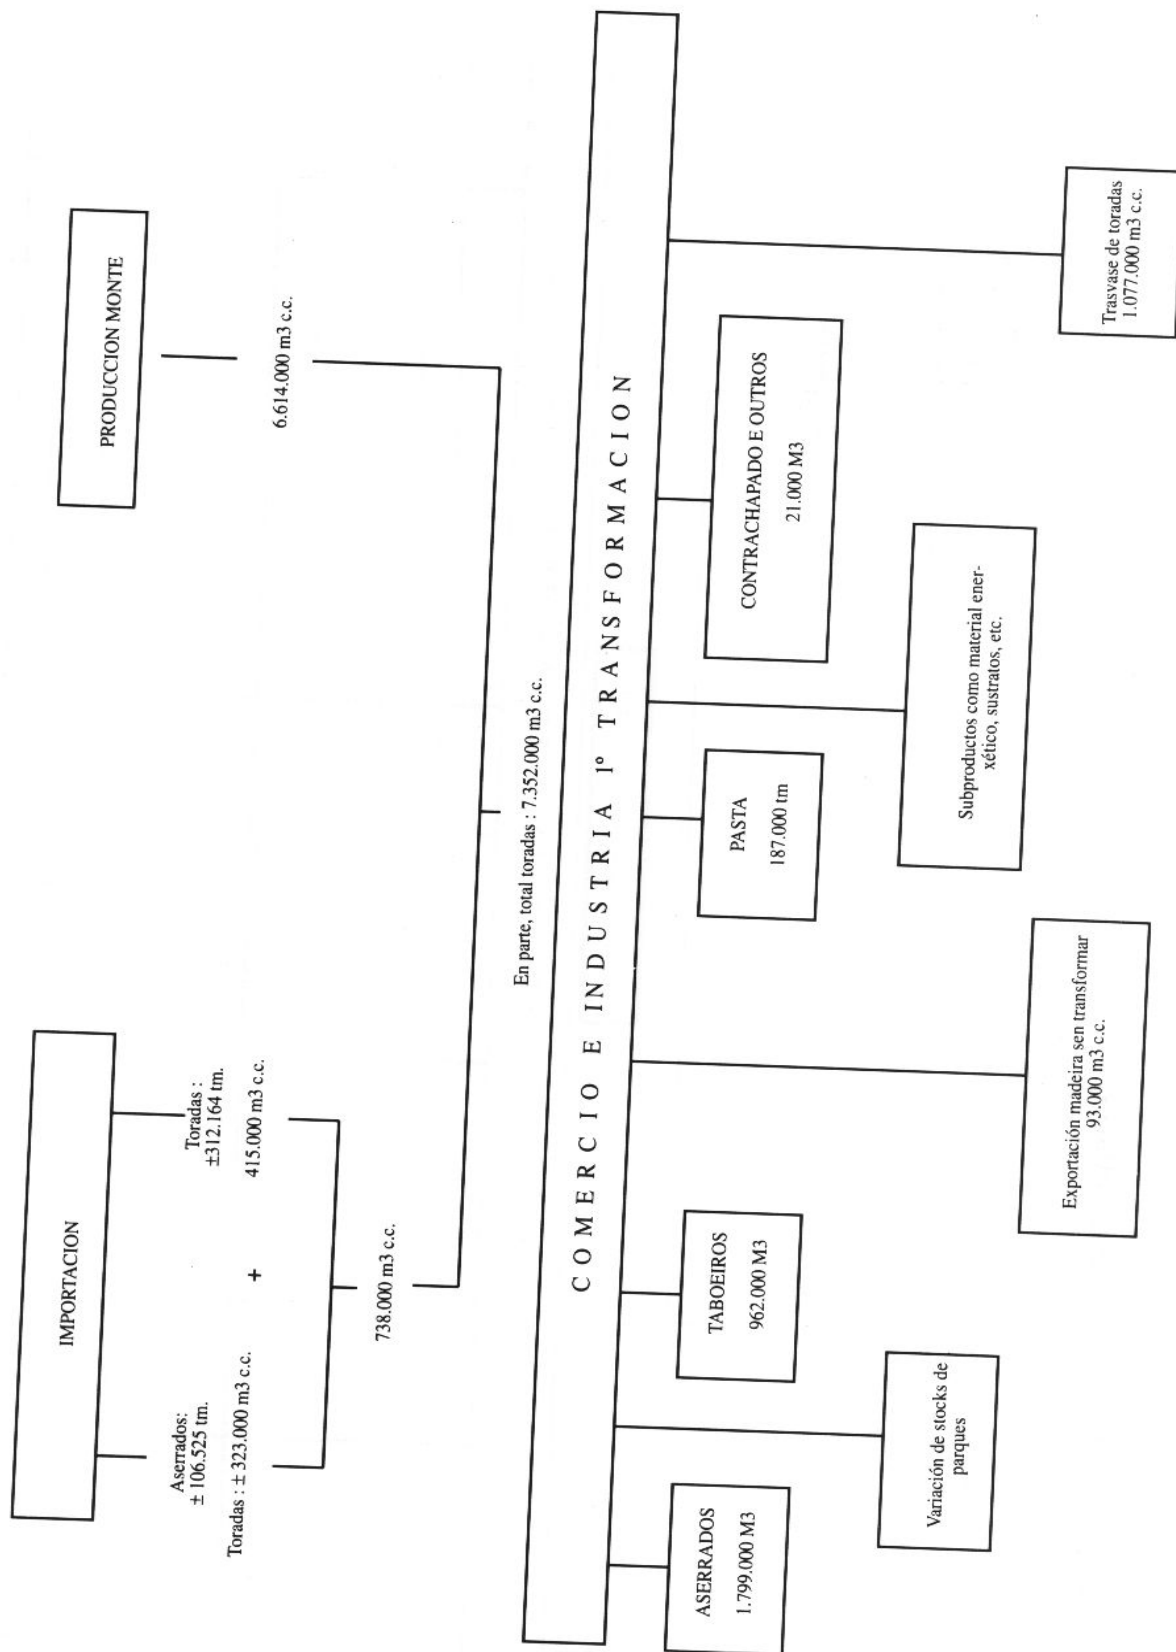 IMPORTACION
PRODUCCION MONTE
Aserrados:
± 106.525 tm.
Toradas : ± 323.000 m3 c.c.
+
Toradas :
±312.164 tm.
415.000 m3 c.c.
6.614.000 m3 c.c.
738.000 m3 c.c.
En parte, total toradas : 7.352.000 m3 c.c.
COMERCIO E INDUSTRIA 1º TRANSFORMACION
ASERRADOS
1.799.000 M3
TABOEIROS
962.000 M3
PASTA
187.000 tm
CONTRACHAPADO E OUTROS
21.000 M3
Variación de stocks de
parques
Exportación madeira sen transformar
93.000 m3 c.c.
Subproductos como material ener-
xético, sustratos, etc.
Trasvase de toradas
1.077.000 m3 c.c.